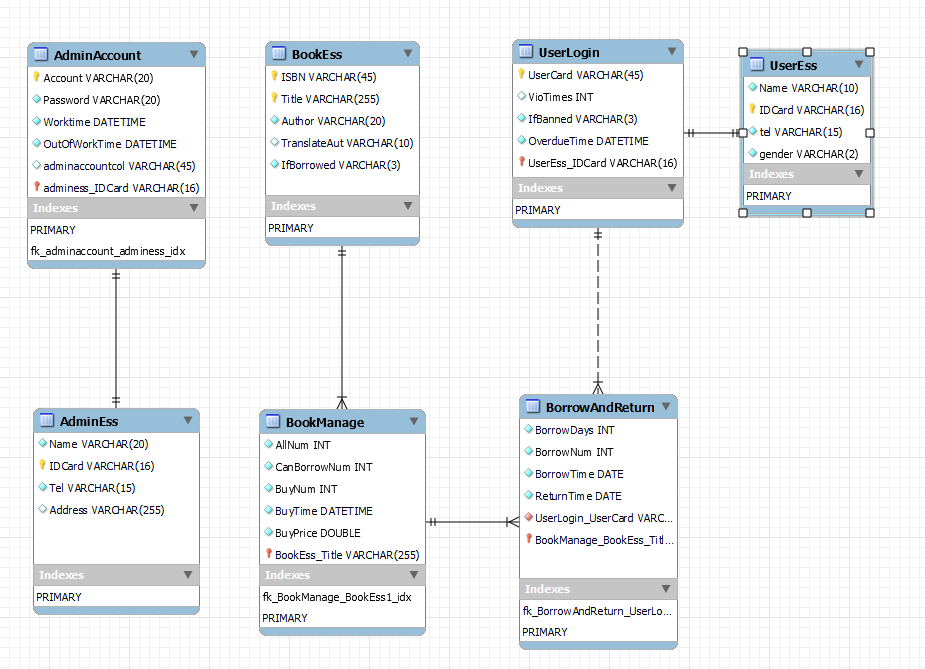 AdminAccount
Account VARCHAR(20)
Password VARCHAR(20)
Worktime DATETIME
OutOfWorkTime DATETIME
adminaccountcol VARCHAR(45)
adminess_IDCard VARCHAR(16)
Indexes
PRIMARY
fk_adminaccount_adminess_idx
BookEss
ISBN VARCHAR(45)
Title VARCHAR(255)
Author VARCHAR(20)
TranslateAut VARCHAR(10)
IfBorrowed VARCHAR(3)
Indexes
PRIMARY
UserLogin
UserCard VARCHAR(45)
VioTimes INT
IfBanned VARCHAR(3)
OverdueTime DATETIME
UserEss_IDCard VARCHAR(16)
Indexes
PRIMARY
UserEss
Name VARCHAR(10)
IDCard VARCHAR(16)
tel VARCHAR(15)
gender VARCHAR(2)
Indexes
PRIMARY
AdminEss
Name VARCHAR(20)
IDCard VARCHAR(16)
Tel VARCHAR(15)
Address VARCHAR(255)
Indexes
PRIMARY
BookManage
AllNum INT
CanBorrowNum INT
BuyNum INT
BuyTime DATETIME
BuyPrice DOUBLE
BookEss_Title VARCHAR(255)
Indexes
fk_BookManage_BookEss1_idx
PRIMARY
BorrowAndReturn
BorrowDays INT
BorrowNum INT
BorrowTime DATE
ReturnTime DATE
UserLogin_UserCard VARC...
BookManage_BookEss_Titl...
Indexes
fk_BorrowAndReturn_UserLo...
PRIMARY